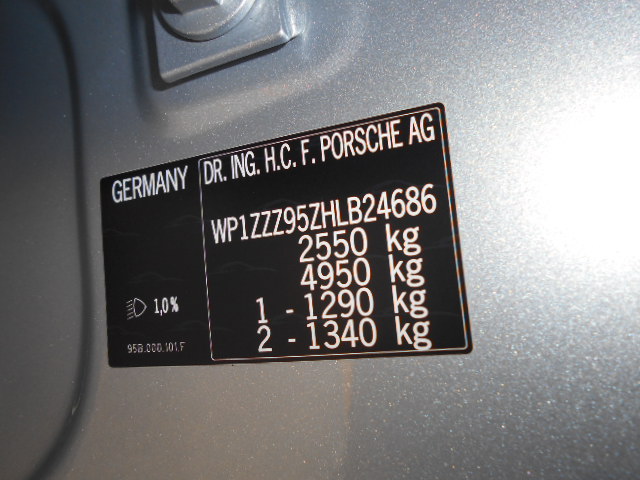 GERMANY
1,0%
95B.000.101.F
DR. ING. H.C. F. PORSCHE AG
WP1ZZZ95ZHLB24686
2550 kg
4950 kg
1 - 1290 kg
2 - 1340 kg